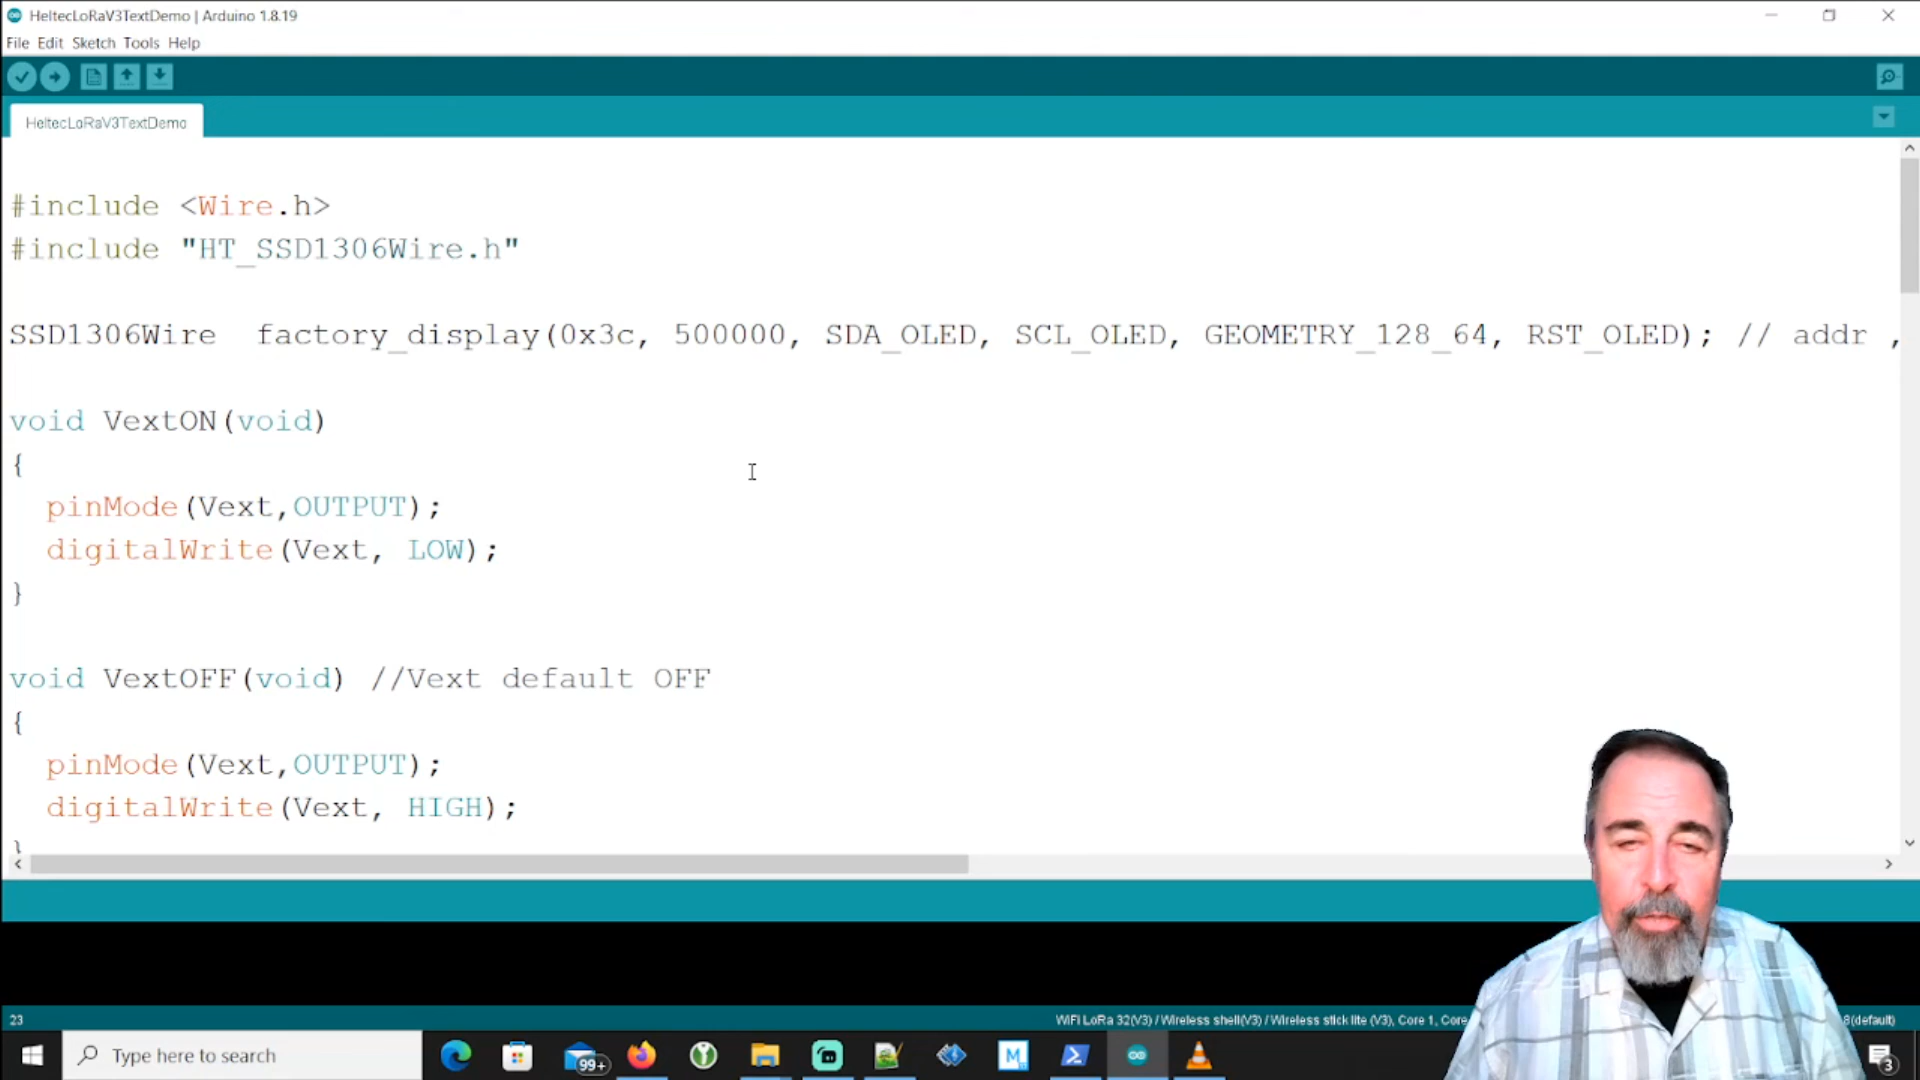 HeltecLoRaV3TextDemo | Arduino 1.8.19
File Edit Sketch Tools Help
HeltecLoRaV3TextDemo
#include <Wire.h>
#include "HT_SSD1306Wire.h"
SSD1306Wire  factory_display(0x3c, 500000, SDA_OLED, SCL_OLED, GEOMETRY_128_64, RST_OLED); // addr ,
void VextON(void)
{
pinMode(Vext,OUTPUT);
digitalWrite(Vext, LOW);
}
void VextOFF(void) //Vext default OFF
{
pinMode(Vext,OUTPUT);
digitalWrite(Vext, HIGH);
}
23
WiFi LoRa 32(V3) / Wireless shell(V3) / Wireless stick lite (V3), Core 1, Core
8(default)
Type here to search
99+
M
3